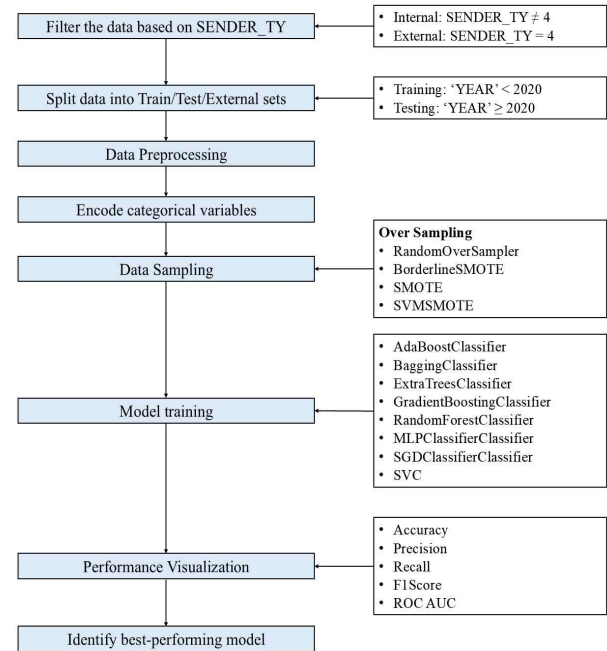 Filter the data based on SENDER_TY
• Internal: SENDER_TY ≠ 4
• External: SENDER_TY = 4
Split data into Train/Test/External sets
• Training: ‘YEAR’ < 2020
• Testing: ‘YEAR’ ≥ 2020
Data Preprocessing
Encode categorical variables
Data Sampling
Over Sampling
• RandomOverSampler
• BorderlineSMOTE
• SMOTE
• SVMSMOTE
Model training
• AdaBoostClassifier
• BaggingClassifier
• ExtraTreesClassifier
• GradientBoostingClassifier
• RandomForestClassifier
• MLPClassifierClassifier
• SGDClassifierClassifier
• SVC
Performance Visualization
• Accuracy
• Precision
• Recall
• F1Score
• ROC AUC
Identify best-performing model